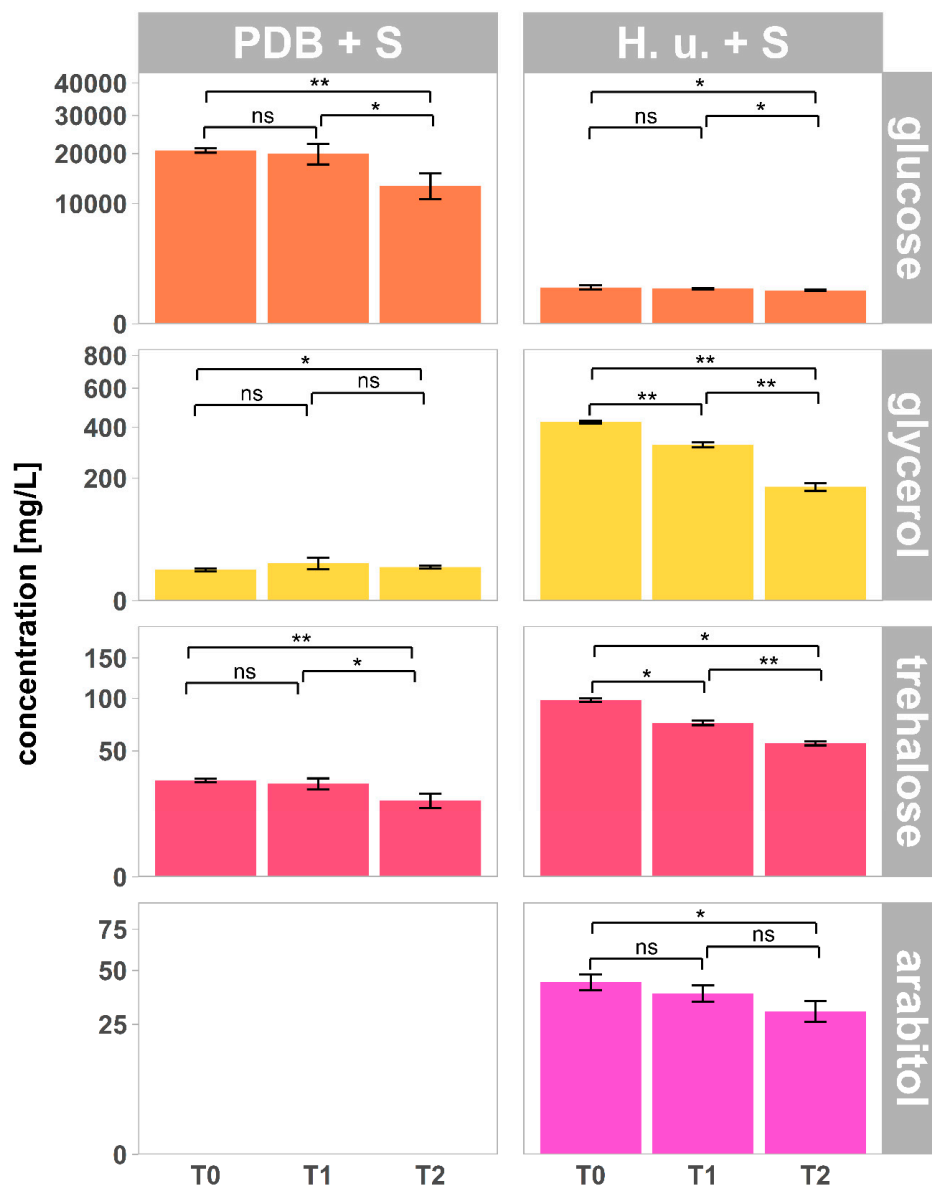 PDB + S
H. u. + S
concentration [mg/L]
40000
30000
20000
10000
0
**
ns
*
*
ns
*
glucose
800
600
400
200
0
*
ns
ns
**
**
**
glycerol
150
100
50
0
**
ns
*
*
*
**
trehalose
75
50
25
0
*
ns
ns
arabitol
T0 T1 T2 T0 T1 T2